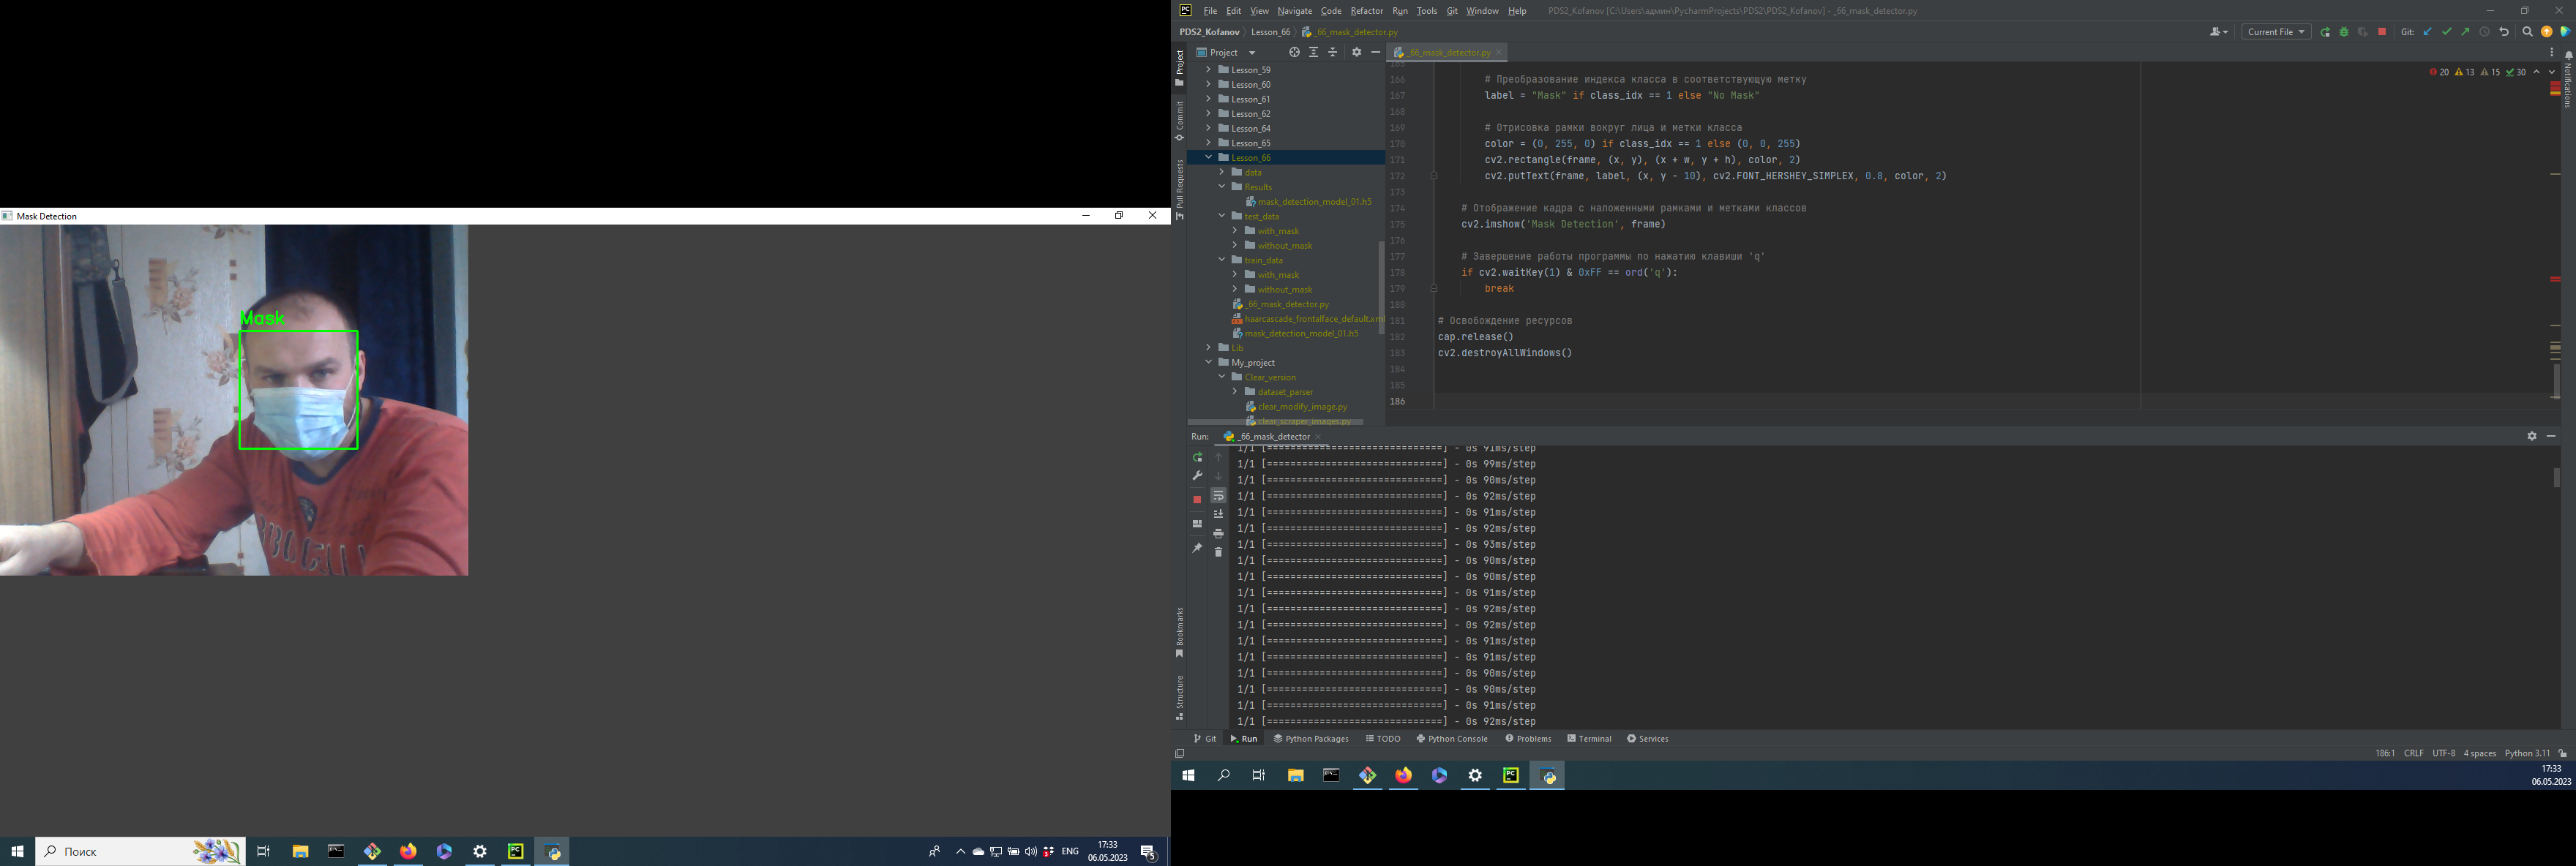 Mask Detection
Mask
Поиск
ENG
17:33
06.05.2023
5
PC
File Edit View Navigate Code Refactor Run Tools Git Window Help PDS2_Kofanov [C:\Users\админ\PycharmProjects\PDS2\PDS2_Kofanov] - _66_mask_detector.py
PDS2_Kofanov Lesson_66 _66_mask_detector.py
Current File
Git:
Project
Commit
Pull Requests
Bookmarks
Structure
Notifications
Project
Lesson_59
Lesson_60
Lesson_61
Lesson_62
Lesson_64
Lesson_65
Lesson_66
data
Results
mask_detection_model_01.h5
test_data
with_mask
without_mask
train_data
with_mask
without_mask
_66_mask_detector.py
haarcascade_frontalface_default.xml
mask_detection_model_01.h5
Lib
My_project
Clear_version
dataset_parser
clear_modify_image.py
clear_scraper_images.py
_66_mask_detector.py
20 13 15 30
165
166 # Преобразование индекса класса в соответствующую метку
167 label = "Mask" if class_idx == 1 else "No Mask"
168
169 # Отрисовка рамки вокруг лица и метки класса
170 color = (0, 255, 0) if class_idx == 1 else (0, 0, 255)
171 cv2.rectangle(frame, (x, y), (x + w, y + h), color, 2)
172 cv2.putText(frame, label, (x, y - 10), cv2.FONT_HERSHEY_SIMPLEX, 0.8, color, 2)
173
174 # Отображение кадра с наложенными рамками и метками классов
175 cv2.imshow('Mask Detection', frame)
176
177 # Завершение работы программы по нажатию клавиши 'q'
178 if cv2.waitKey(1) & 0xFF == ord('q'):
179 break
180
181 # Освобождение ресурсов
182 cap.release()
183 cv2.destroyAllWindows()
184
185
186
Run: _66_mask_detector
1/1 [==============================] - 0s 91ms/step
1/1 [==============================] - 0s 99ms/step
1/1 [==============================] - 0s 90ms/step
1/1 [==============================] - 0s 92ms/step
1/1 [==============================] - 0s 91ms/step
1/1 [==============================] - 0s 92ms/step
1/1 [==============================] - 0s 93ms/step
1/1 [==============================] - 0s 90ms/step
1/1 [==============================] - 0s 90ms/step
1/1 [==============================] - 0s 91ms/step
1/1 [==============================] - 0s 92ms/step
1/1 [==============================] - 0s 92ms/step
1/1 [==============================] - 0s 91ms/step
1/1 [==============================] - 0s 91ms/step
1/1 [==============================] - 0s 90ms/step
1/1 [==============================] - 0s 90ms/step
1/1 [==============================] - 0s 91ms/step
1/1 [==============================] - 0s 92ms/step
Git Run Python Packages TODO Python Console Problems Terminal Services
186:1 CRLF UTF-8 4 spaces Python 3.11
17:33
06.05.2023